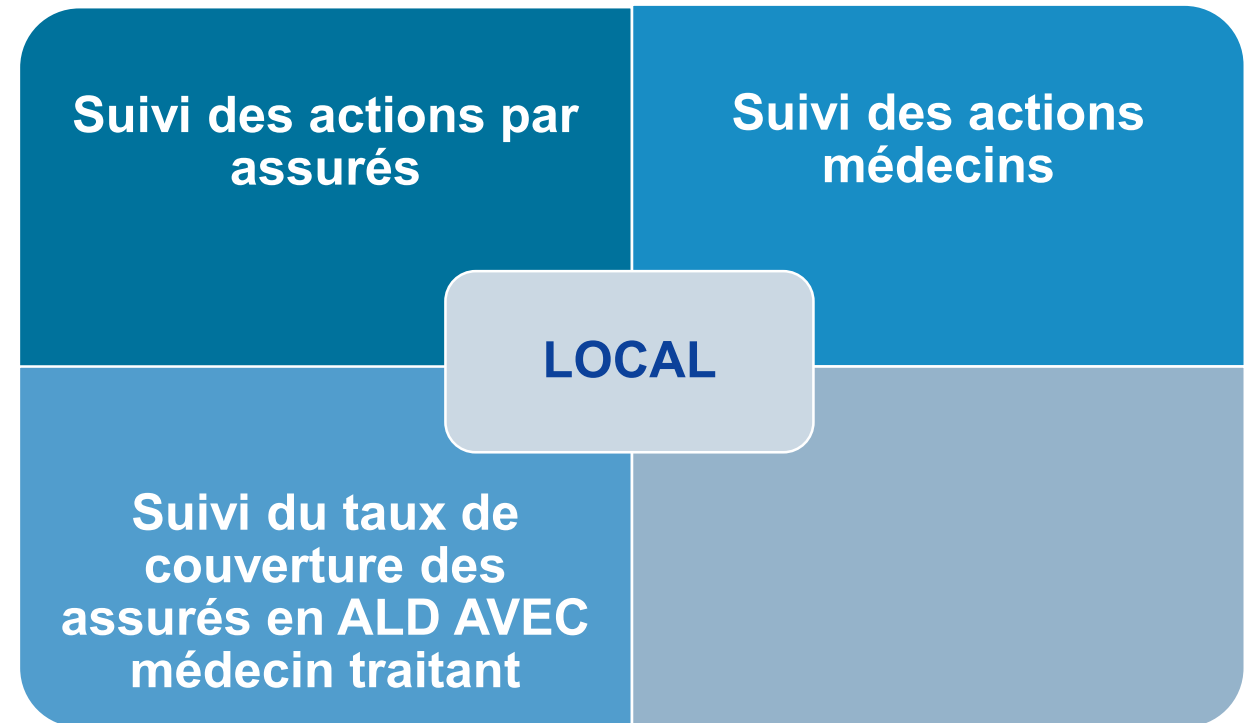 Suivi des actions par
assurés
Suivi des actions
médecins
LOCAL
Suivi du taux de
couverture des
assurés en ALD AVEC
médecin traitant